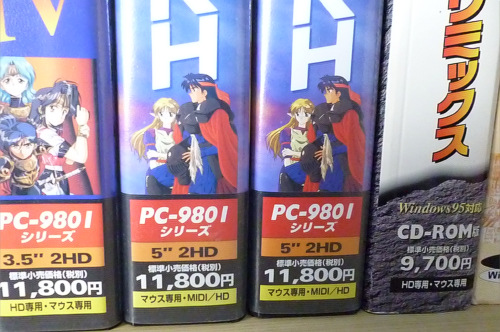 IV
PC-9801
シリーズ
3.5" 2HD
標準小売価格(税別)
11,800円
HD専用・マウス専用
KH
PC-9801
シリーズ
5" 2HD
標準小売価格(税別)
11,800円
マウス専用・MIDI/HD
KH
PC-9801
シリーズ
5" 2HD
標準小売価格(税別)
11,800円
マウス専用・MIDI/HD
リミックス
Windows95対応
CD-ROM版
標準小売価格(税別)
9,700円
HD専用・マウス専用